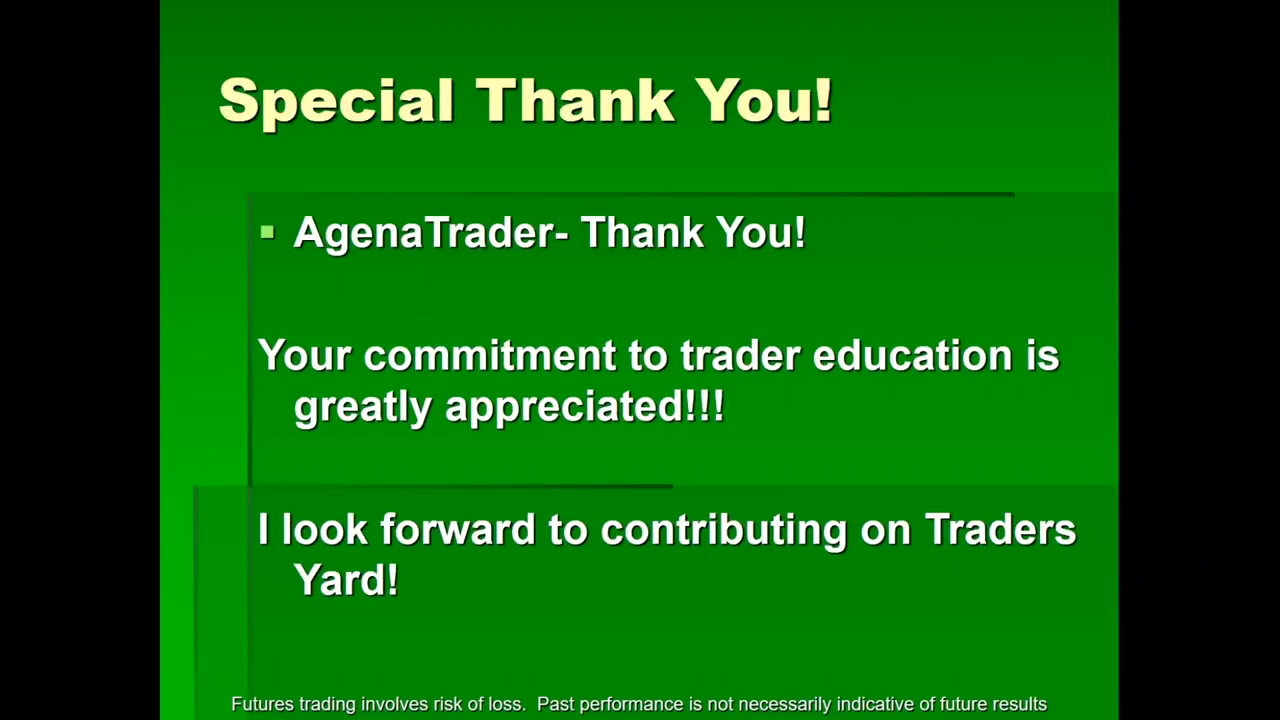 Special Thank You!
AgenaTrader- Thank You!
Your commitment to trader education is
greatly appreciated!!!
I look forward to contributing on Traders
Yard!
Futures trading involves risk of loss.  Past performance is not necessarily indicative of future results